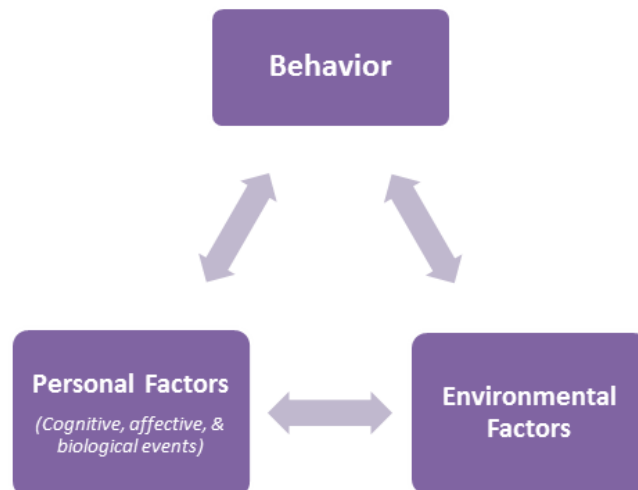 Behavior
Personal Factors
(Cognitive, affective, &
biological events)
Environmental
Factors